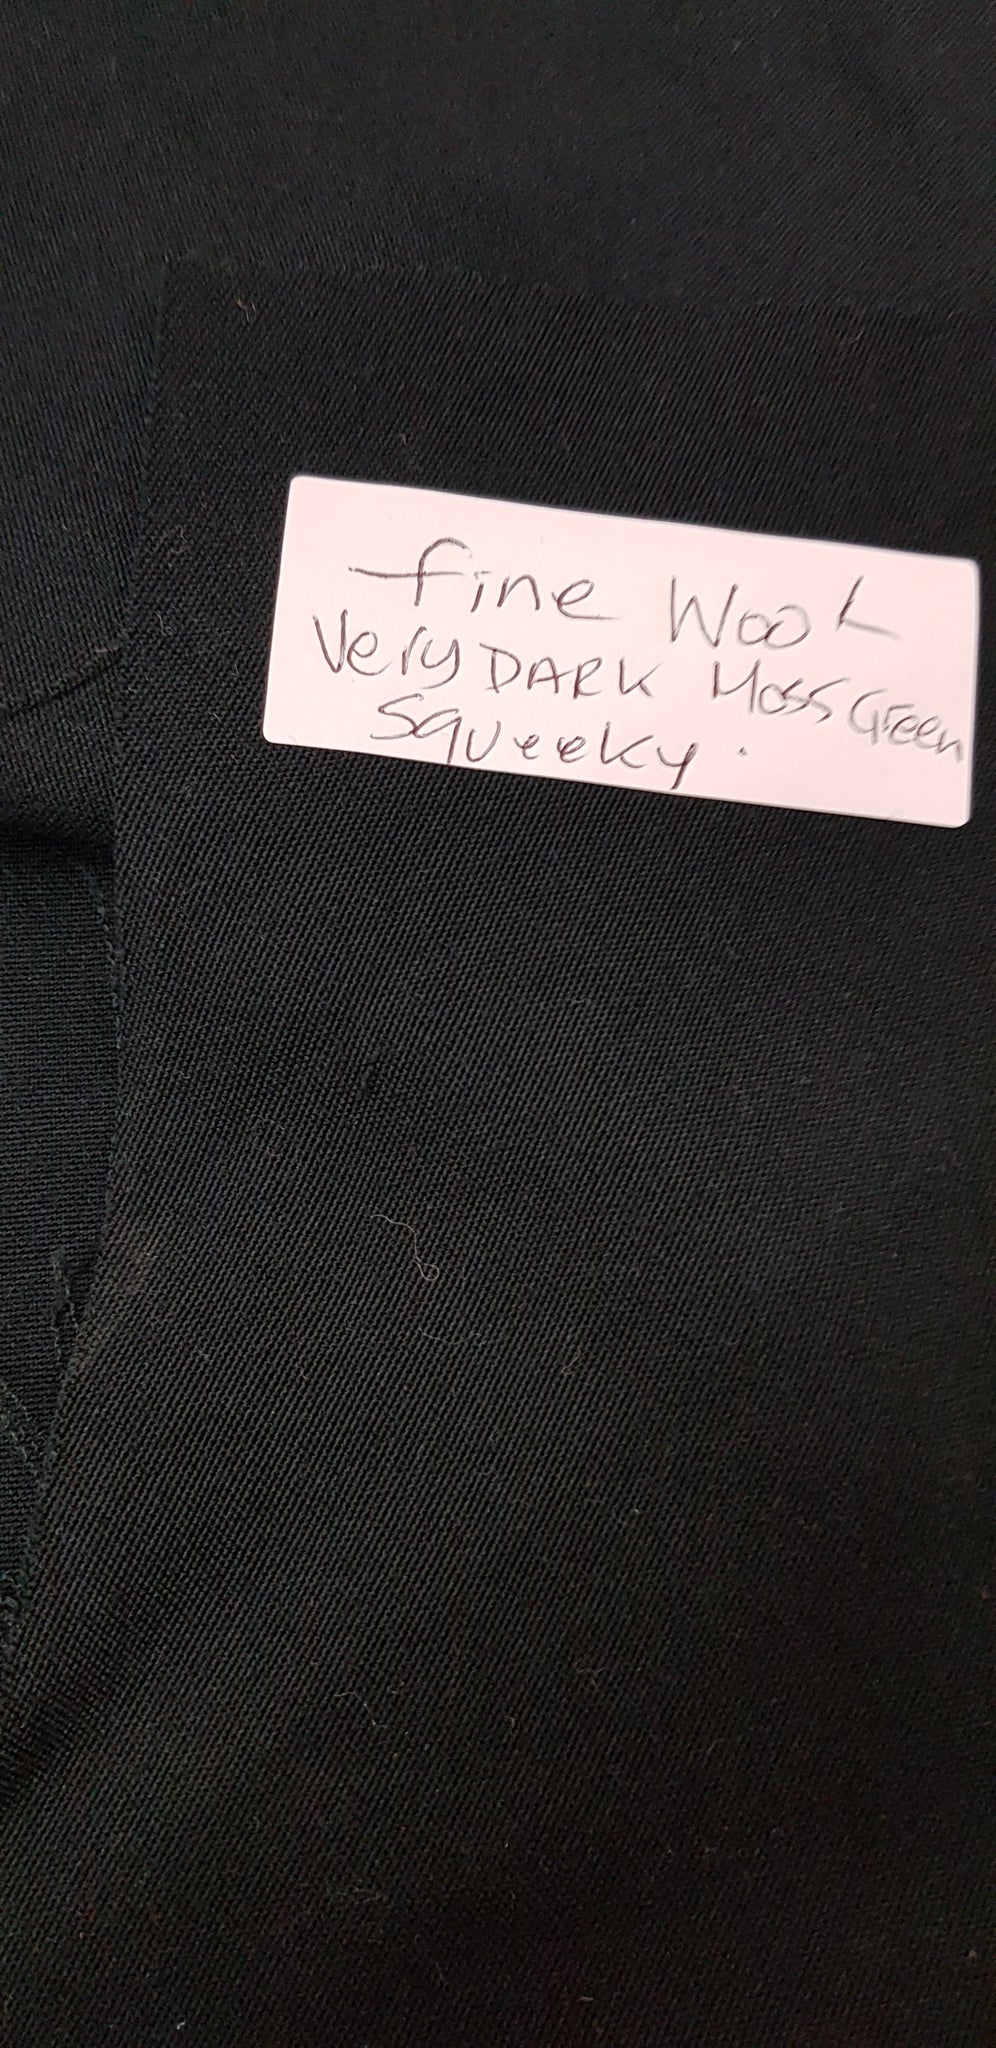 fine Wool
Very DARK Moss Green
Squeeky.